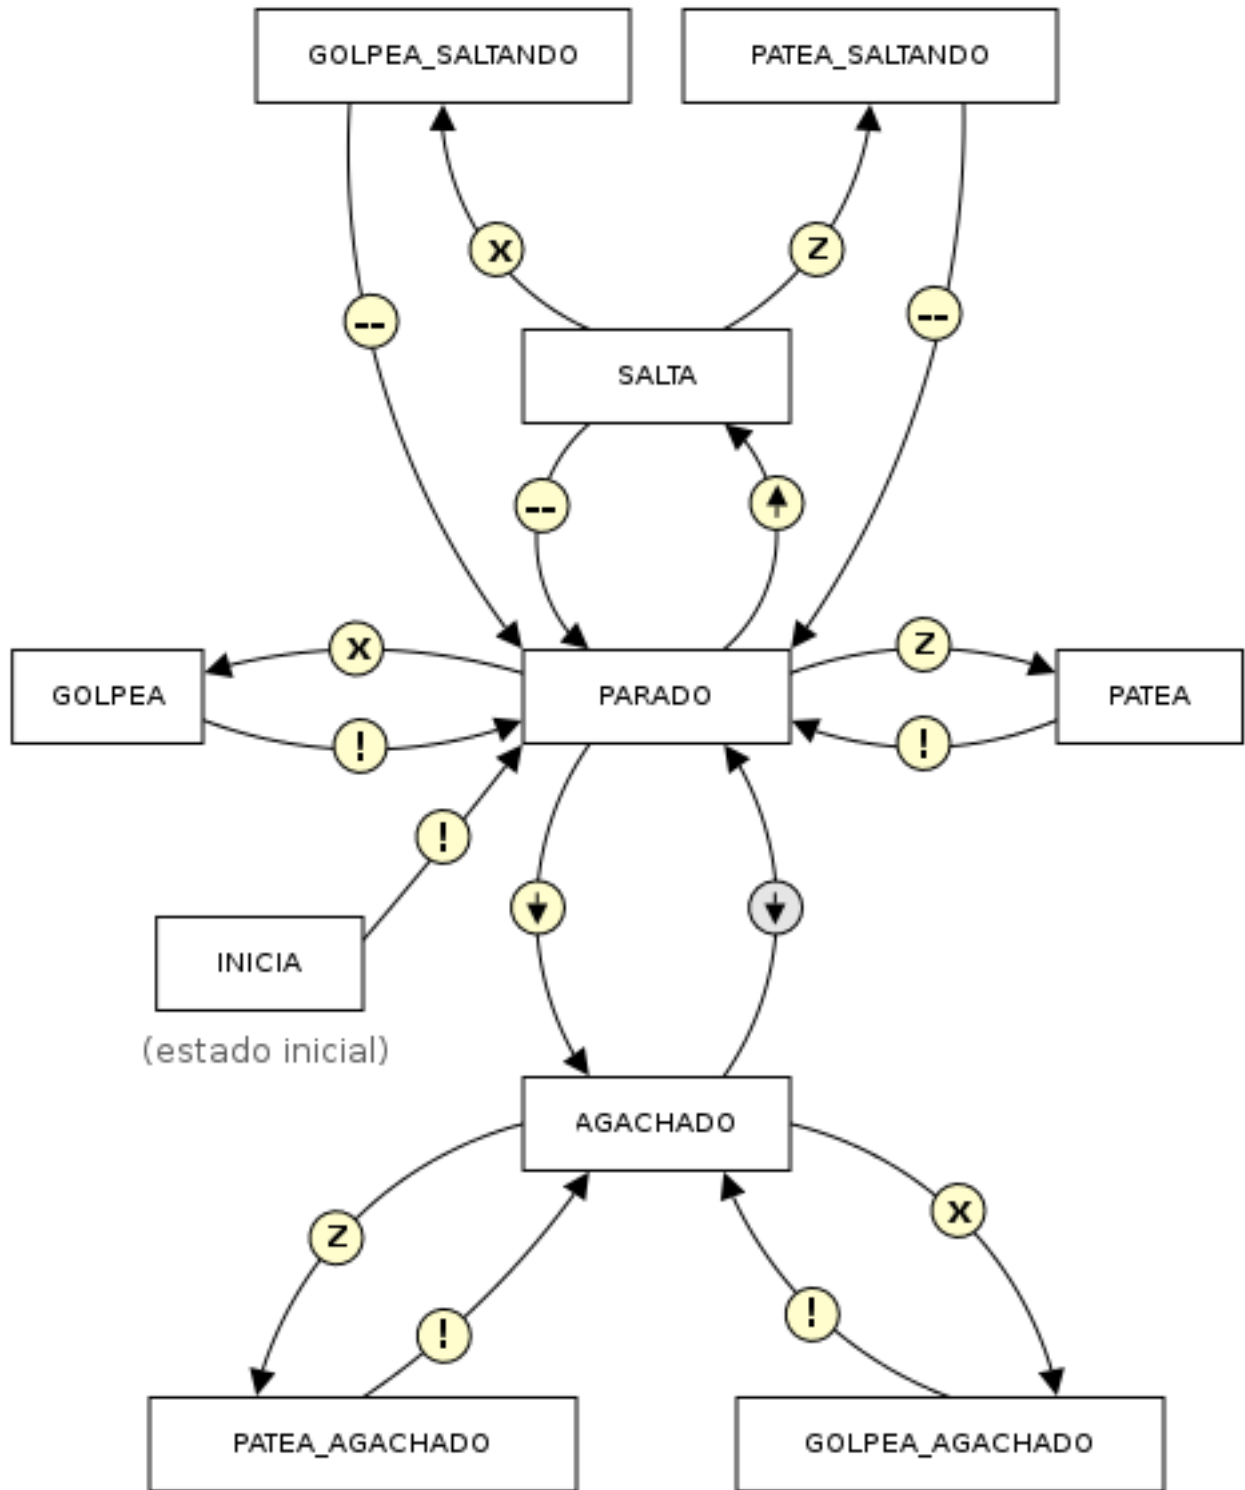 GOLPEA_SALTANDO
PATEA_SALTANDO
X
Z
--
--
SALTA
--
X
Z
GOLPEA
PARADO
PATEA
!
!
!
INICIA
(estado inicial)
AGACHADO
Z
X
!
!
PATEA_AGACHADO
GOLPEA_AGACHADO